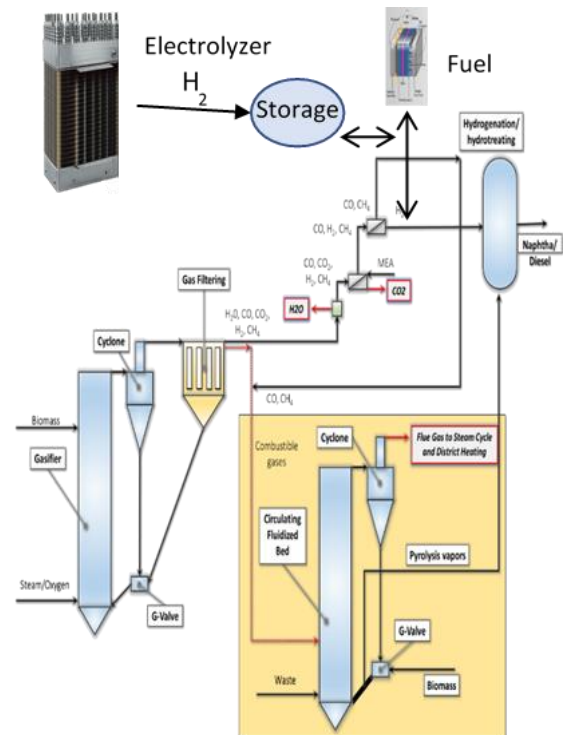 Electrolyzer
H2
Storage
Fuel
Hydrogenation/
hydrotreating
CO, CH4
CO, H2, CH4
Naphtha/
Diesel
CO, CO2,
H2, CH4
MEA
CO2
Gas Filtering
H2O
H2O, CO, CO2,
H2, CH4
Cyclone
Biomass
CO, CH4
Gasifier
Combustible
gases
Cyclone
Flue Gas to Steam Cycle
and District Heating
Circulating
Fluidized
Bed
Pyrolysis vapors
Steam/Oxygen
G-Valve
G-Valve
Waste
Biomass